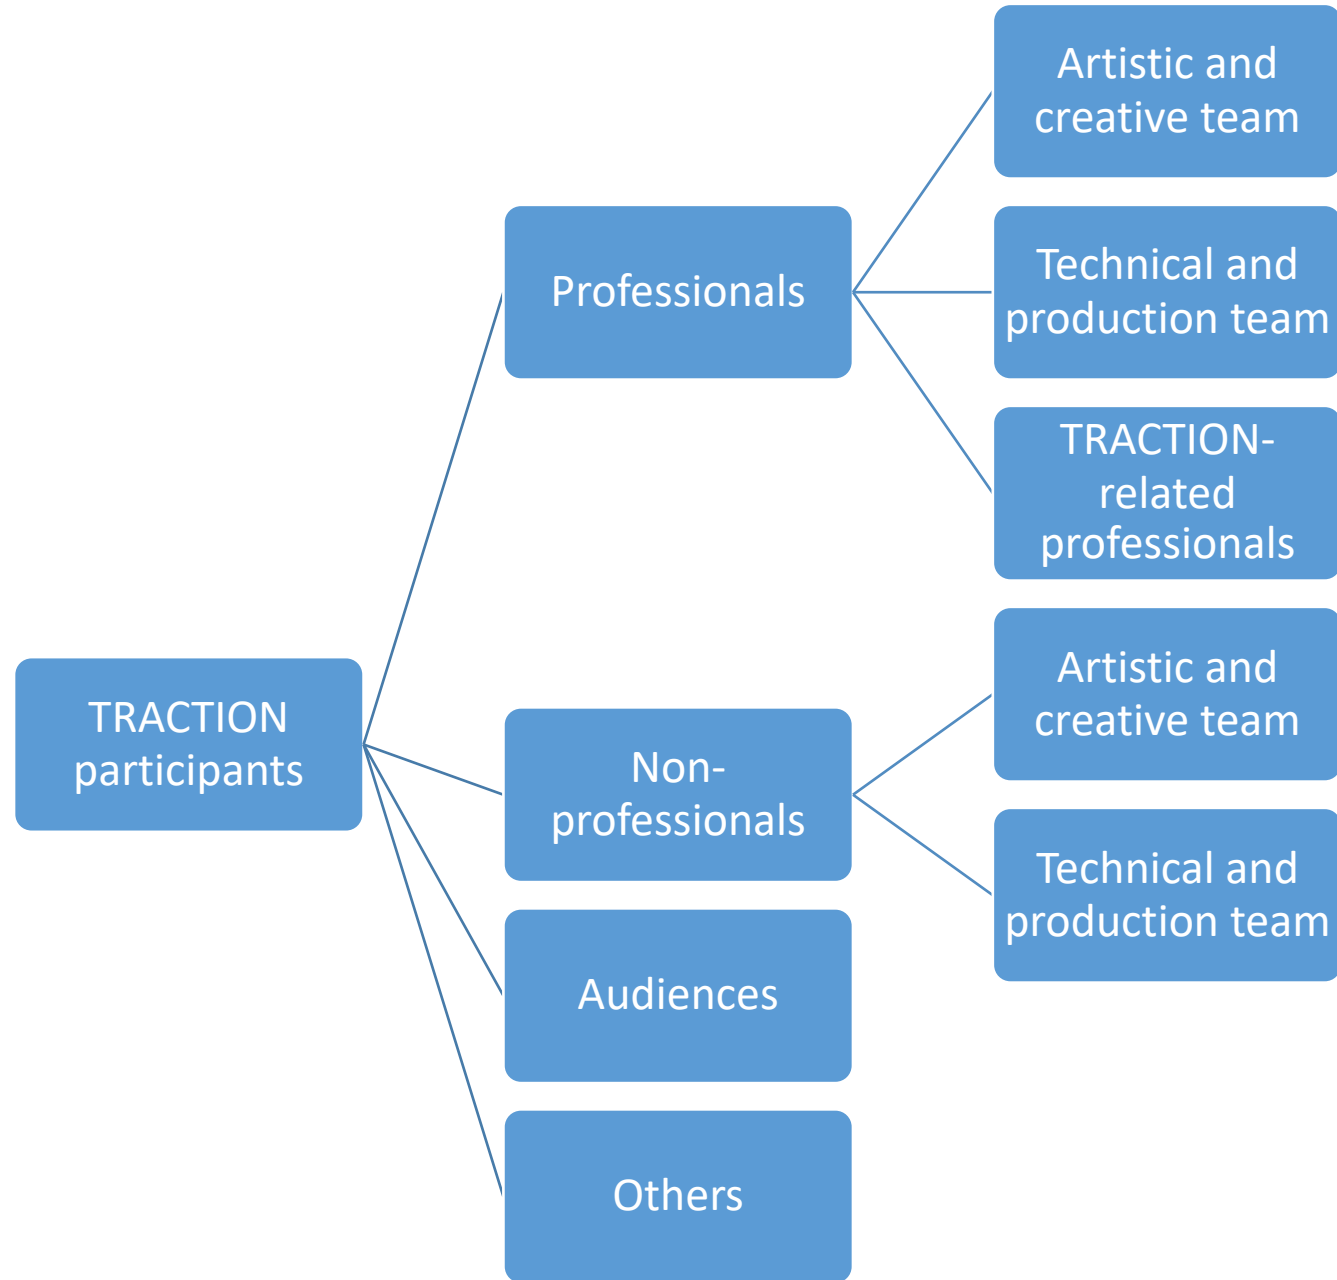 TRACTION
participants
Professionals
Artistic and
creative team
Technical and
production team
TRACTION-
related
professionals
Non-
professionals
Artistic and
creative team
Technical and
production team
Audiences
Others